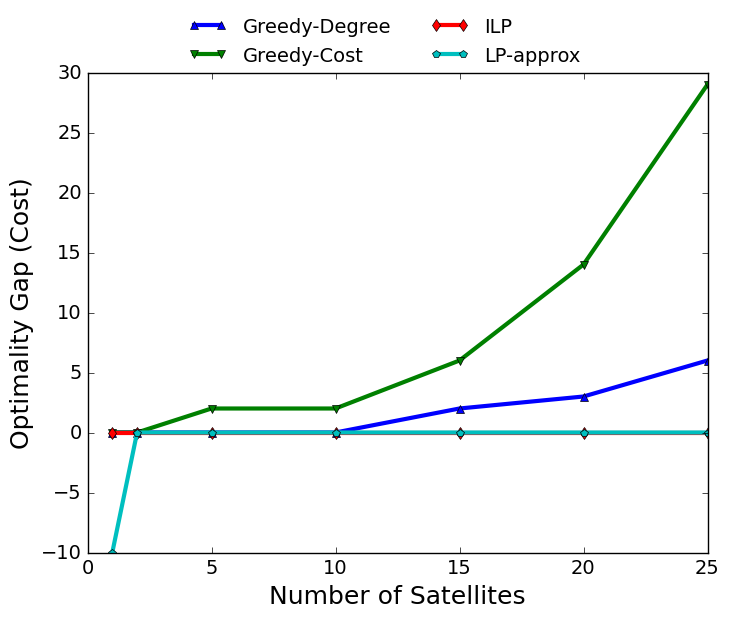 Greedy-Degree ILP
Greedy-Cost LP-approx
30
25
20
15
10
5
0
−5
−10
Optimality Gap (Cost)
0 5 10 15 20 25
Number of Satellites